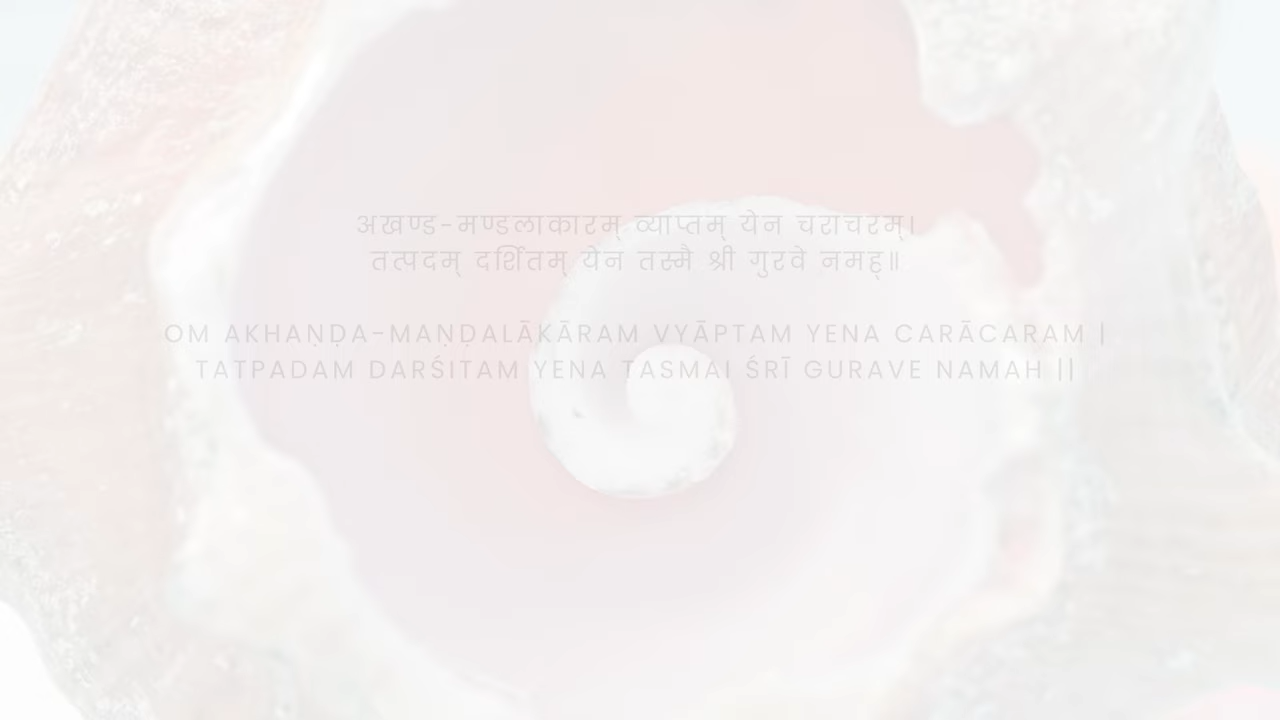 अखण्ड-मण्डलाकारम् व्याप्तम् येन चराचरम्।
तत्पदम् दर्शितम् येन तस्मै श्री गुरवे नमह्॥
OM AKHAṆḌA-MAṆḌALĀKĀRAM VYĀPTAM YENA CARĀCARAM |
TATPADAM DARŚITAM YENA TASMAI ŚRĪ GURAVE NAMAH ||